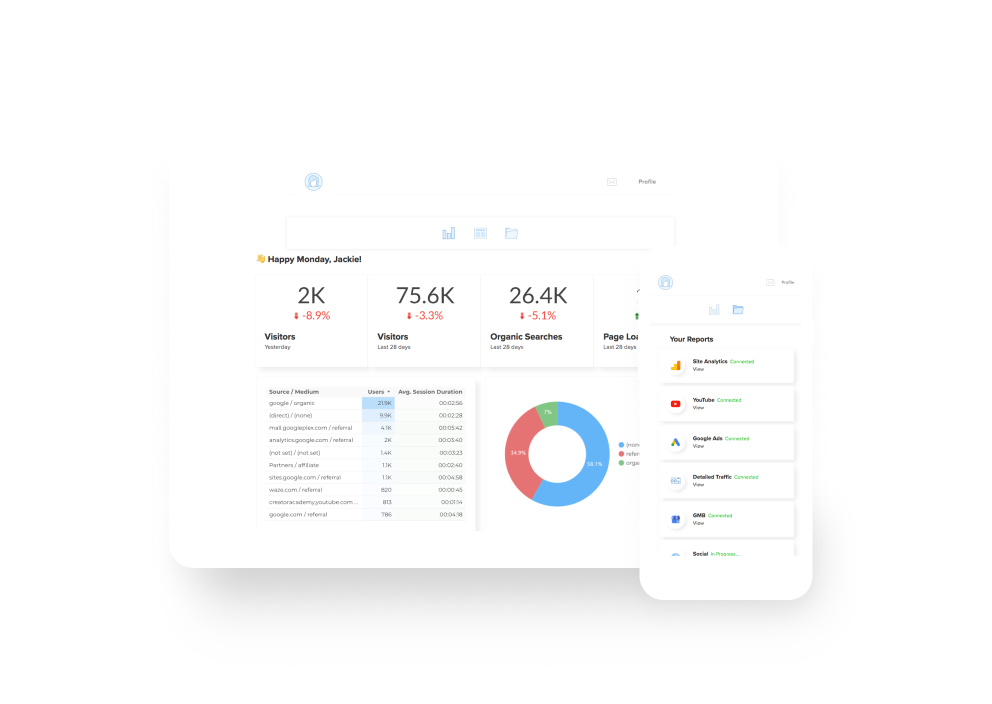 Profile
👋 Happy Monday, Jackie!
2K
-8.9%
Visitors
Yesterday
75.6K
-3.3%
Visitors
Last 28 days
26.4K
-5.1%
Organic Searches
Last 28 days
Page Loa
Last 28 days
Source / Medium Users Avg. Session Duration
google / organic 21.9K 00:02:56
(direct) / (none) 9.9K 00:02:28
mall.googleplex.com / referral 4.1K 00:05:42
analytics.google.com / referral 2K 00:03:40
(not set) / (not set) 1.4K 00:03:23
Partners / affiliate 1.1K 00:02:40
sites.google.com / referral 1.1K 00:04:58
waze.com / referral 820 00:00:45
creatoracademy.youtube.com ... 813 00:01:14
google.com / referral 786 00:04:18
7%
34.9%
58.1%
(none
refer
orga
Profile
Your Reports
Site Analytics Connected
View
YouTube Connected
View
Google Ads Connected
View
Detailed Traffic Connected
View
GMB Connected
View
Social In Progress...